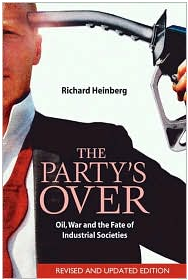 Richard Heinberg
THE
PARTY'S
OVER
Oil, War and the Fate of
Industrial Societies
REVISED AND UPDATED EDITION